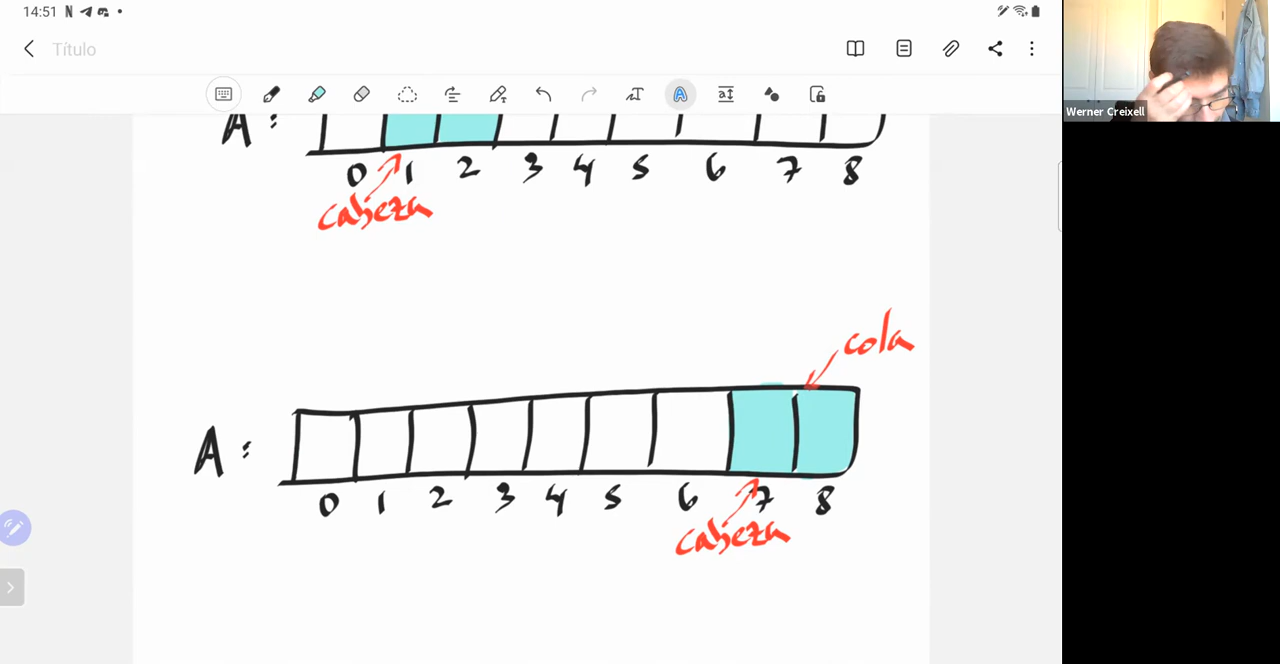 14:51
Título
Werner Creixell
A:
0 1 2 3 4 5 6 7 8
cabeza
cola
A:
0 1 2 3 4 5 6 7 8
cabeza